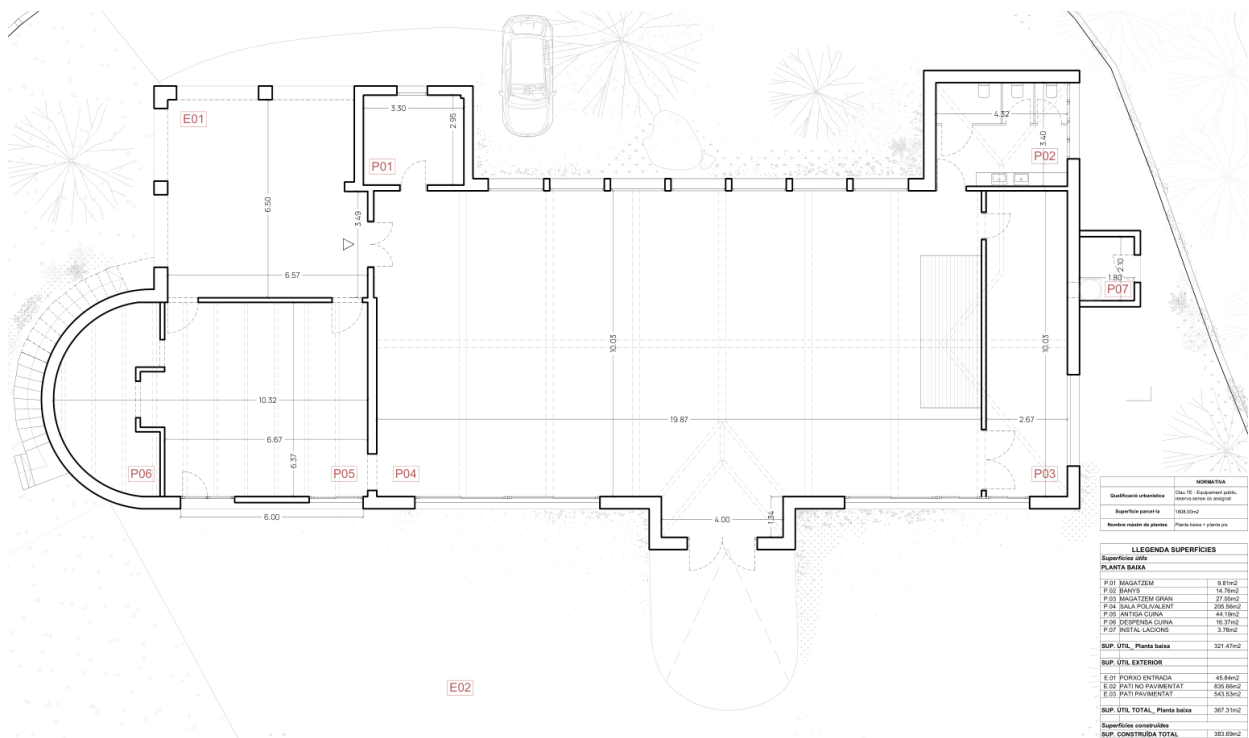 E01
3.30
2.95
P01
4.32
3.40
P02
6.50
3.49
6.57
2.10
1.80
P07
10.03
10.03
10.32
19.87
2.67
6.67
6.37
P06
P05
P04
P03
6.00
4.00
1.34
E02
NORMATIVA
Qualificació urbanística
Clau 7E - Equipament públic, reserva sense ús assignat
Superfície parcel·la
1808,00m2
Nombre màxim de plantes
Planta baixa + planta pis
LLEGENDA SUPERFÍCIES
Superfícies útils
PLANTA BAIXA
P.01 MAGATZEM 9.81m2
P.02 BANYS 14.76m2
P.03 MAGATZEM GRAN 27.00m2
P.04 SALA POLIVALENT 205.56m2
P.05 ANTIGA CUINA 44.19m2
P.06 DESPENSA CUINA 16.37m2
P.07 INSTAL·LACIONS 3.78m2
SUP. ÚTIL_ Planta baixa 321.47m2
SUP. ÚTIL EXTERIOR
E.01 PORXO ENTRADA 45.84m2
E.02 PATI NO PAVIMENTAT 835.66m2
E.03 PATI PAVIMENTAT 543.53m2
SUP. ÚTIL TOTAL_ Planta baixa 367.31m2
Superfícies construïdes
SUP. CONSTRUÏDA TOTAL 383.69m2